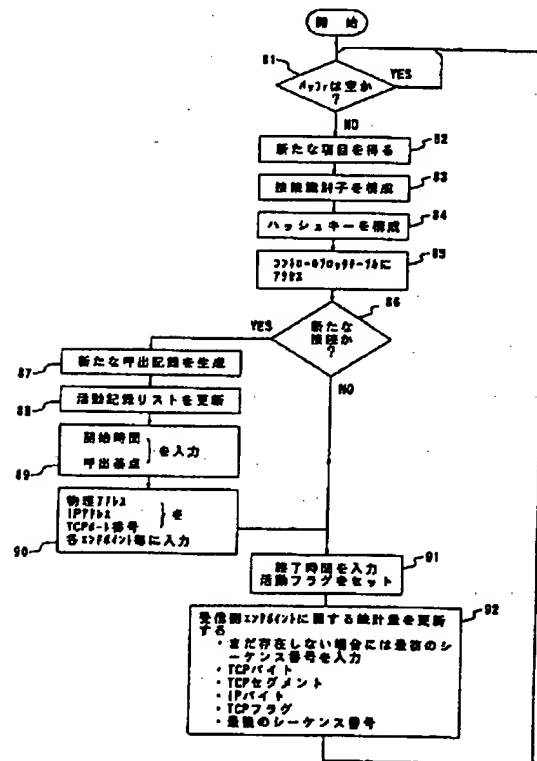 開始
81
バッファは空か
?
YES
NO
82
新たな項目を得る
83
接続識別子を構成
84
ハッシュキーを構成
85
コントロールブロックテーブルに
アクセス
86
新たな
接続か
?
YES
NO
87
新たな呼出記録を生成
88
活動記録リストを更新
89
開始時間
呼出基点
を入力
90
物理アドレス
IPアドレス
TCPポート番号
を
各エンドポイント毎に入力
91
終了時間を入力
活動フラグをセット
92
受信側エンドポイントに関する統計量を更新
する
・まだ存在しない場合には最初のシ
ーケンス番号を入力
・TCPバイト
・TCPセグメント
・IPバイト
・TCPフラグ
・最後のシーケンス番号